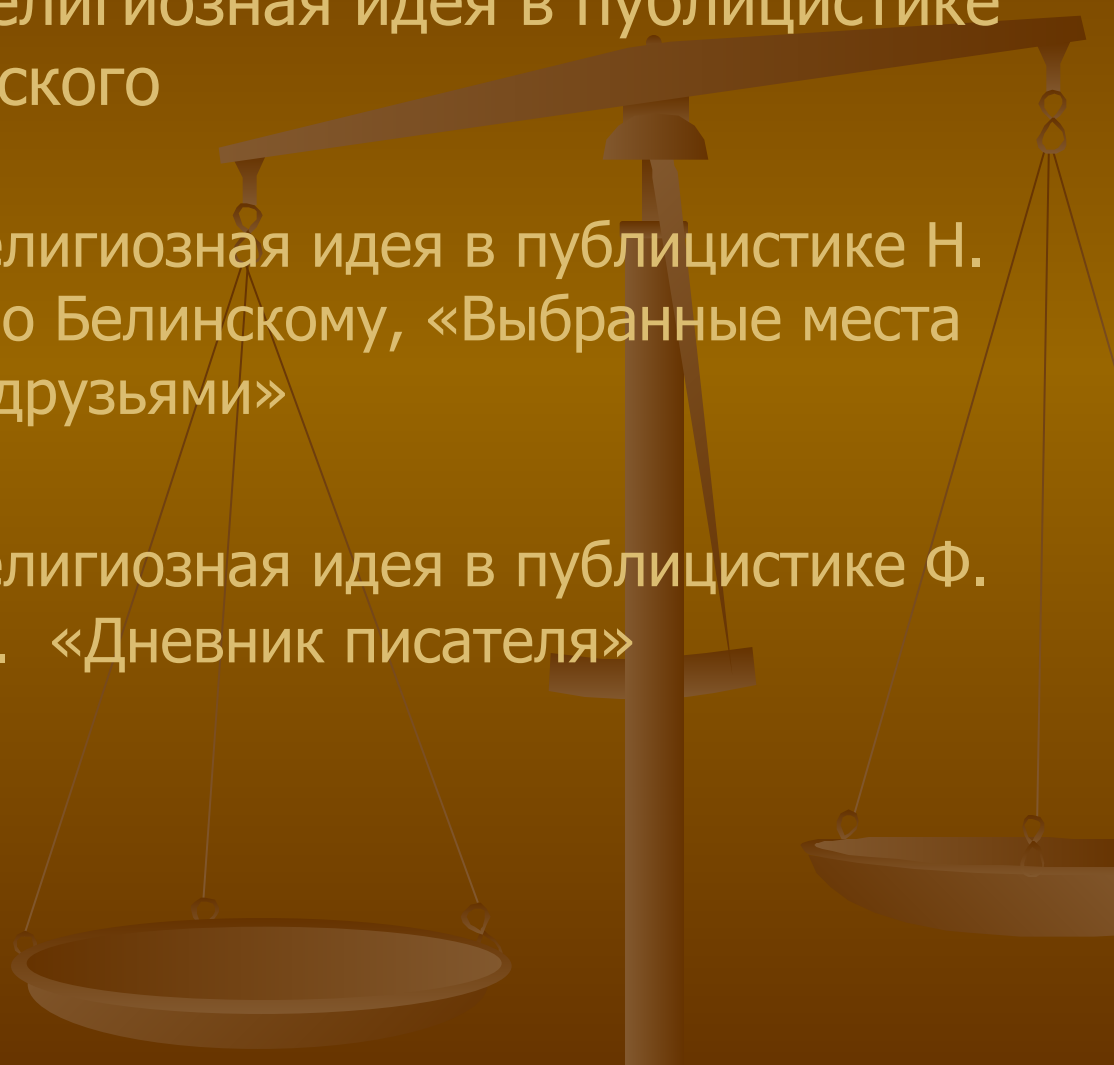 елигиозная идея в публицистике
ского
елигиозная идея в публицистике Н.
о Белинскому, «Выбранные места
друзьями»
елигиозная идея в публицистике Ф.
. «Дневник писателя»